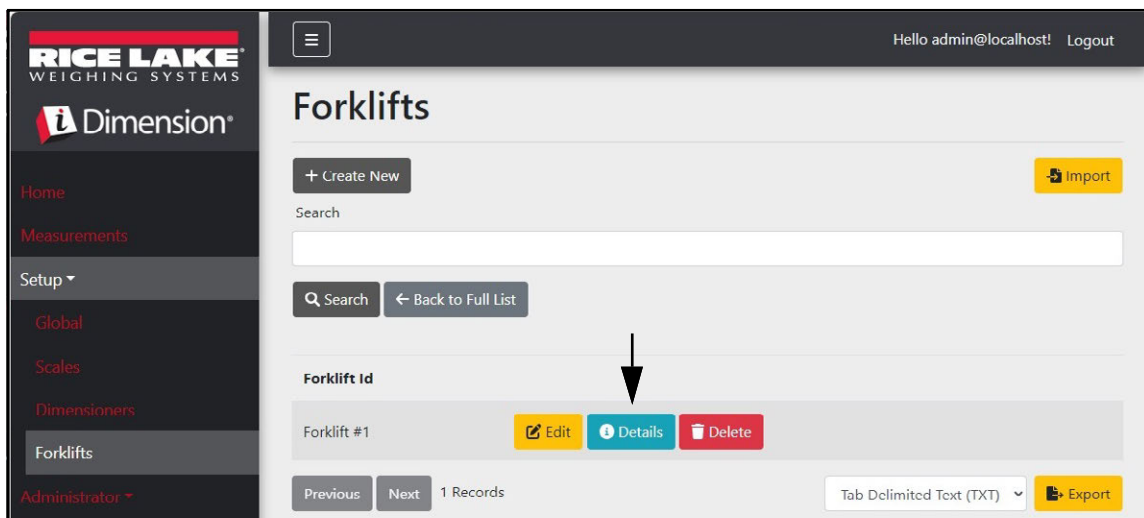 RICE LAKE®
WEIGHING SYSTEMS
iDimension®
Home
Measurements
Setup
Global
Scales
Dimensioners
Forklifts
Administrator
Hello admin@localhost! Logout
Forklifts
+ Create New
Import
Search
Search
← Back to Full List
Forklift Id
Forklift #1
Edit
Details
Delete
Previous
Next
1 Records
Tab Delimited Text (TXT)
Export